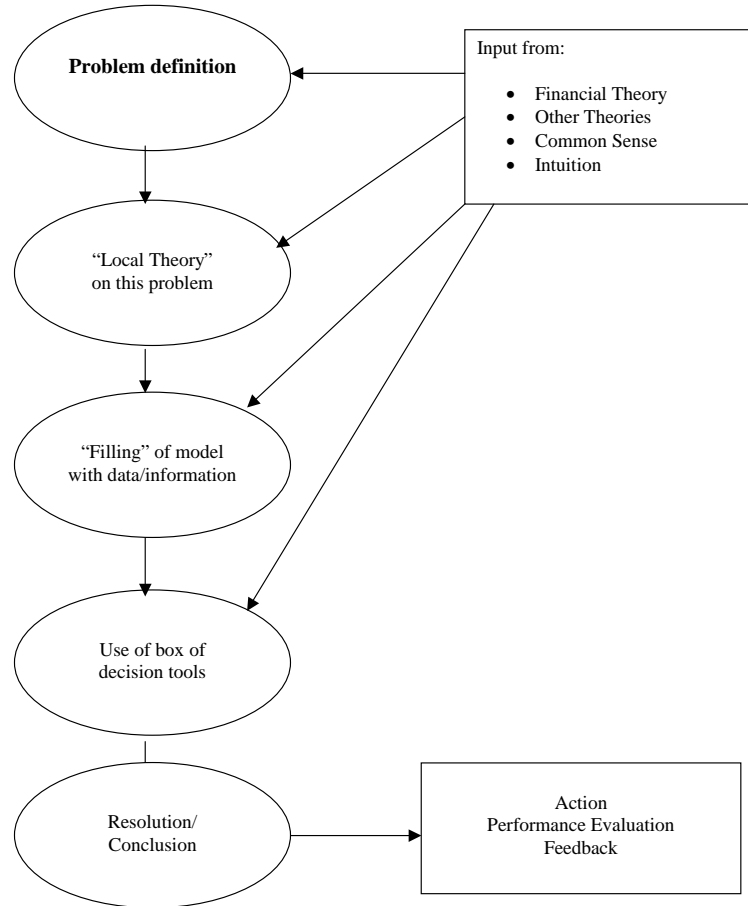 Problem definition
Input from:
• Financial Theory
• Other Theories
• Common Sense
• Intuition
“Local Theory”
on this problem
“Filling” of model
with data/information
Use of box of
decision tools
Resolution/
Conclusion
Action
Performance Evaluation
Feedback